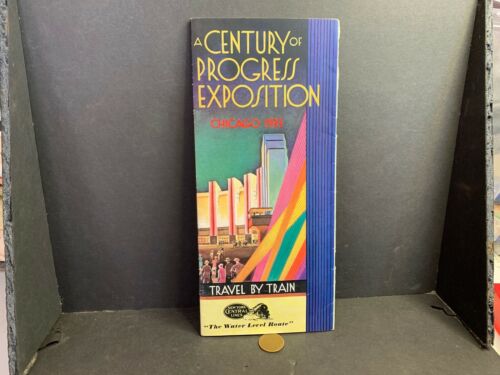 A CENTURY OF
PROGRESS
EXPOSITION
CHICAGO 1933
TRAVEL BY TRAIN
NEW YORK
CENTRAL
LINES
"The Water Level Route"